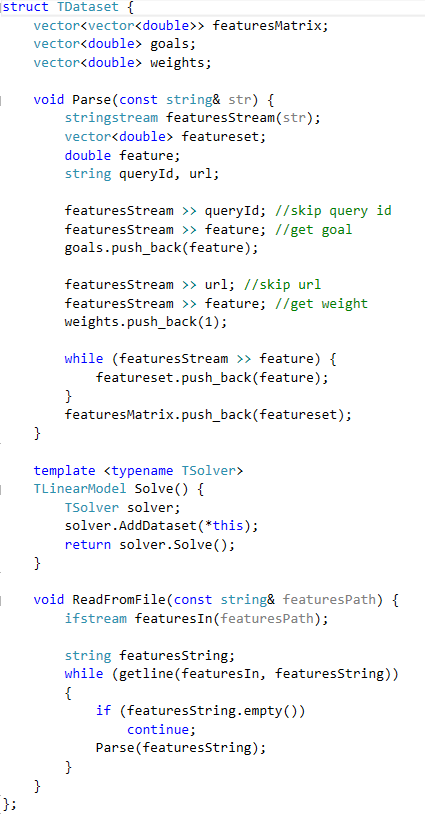 struct TDataset {
    vector<vector<double>> featuresMatrix;
    vector<double> goals;
    vector<double> weights;

    void Parse(const string& str) {
        stringstream featuresStream(str);
        vector<double> featureset;
        double feature;
        string queryId, url;

        featuresStream >> queryId; //skip query id
        featuresStream >> feature; //get goal
        goals.push_back(feature);

        featuresStream >> url; //skip url
        featuresStream >> feature; //get weight
        weights.push_back(1);

        while (featuresStream >> feature) {
            featureset.push_back(feature);
        }
        featuresMatrix.push_back(featureset);
    }

    template <typename TSolver>
    TLinearModel Solve() {
        TSolver solver;
        solver.AddDataset(*this);
        return solver.Solve();
    }

    void ReadFromFile(const string& featuresPath) {
        ifstream featuresIn(featuresPath);

        string featuresString;
        while (getline(featuresIn, featuresString))
        {
            if (featuresString.empty())
                continue;
            Parse(featuresString);
        }
    }
};